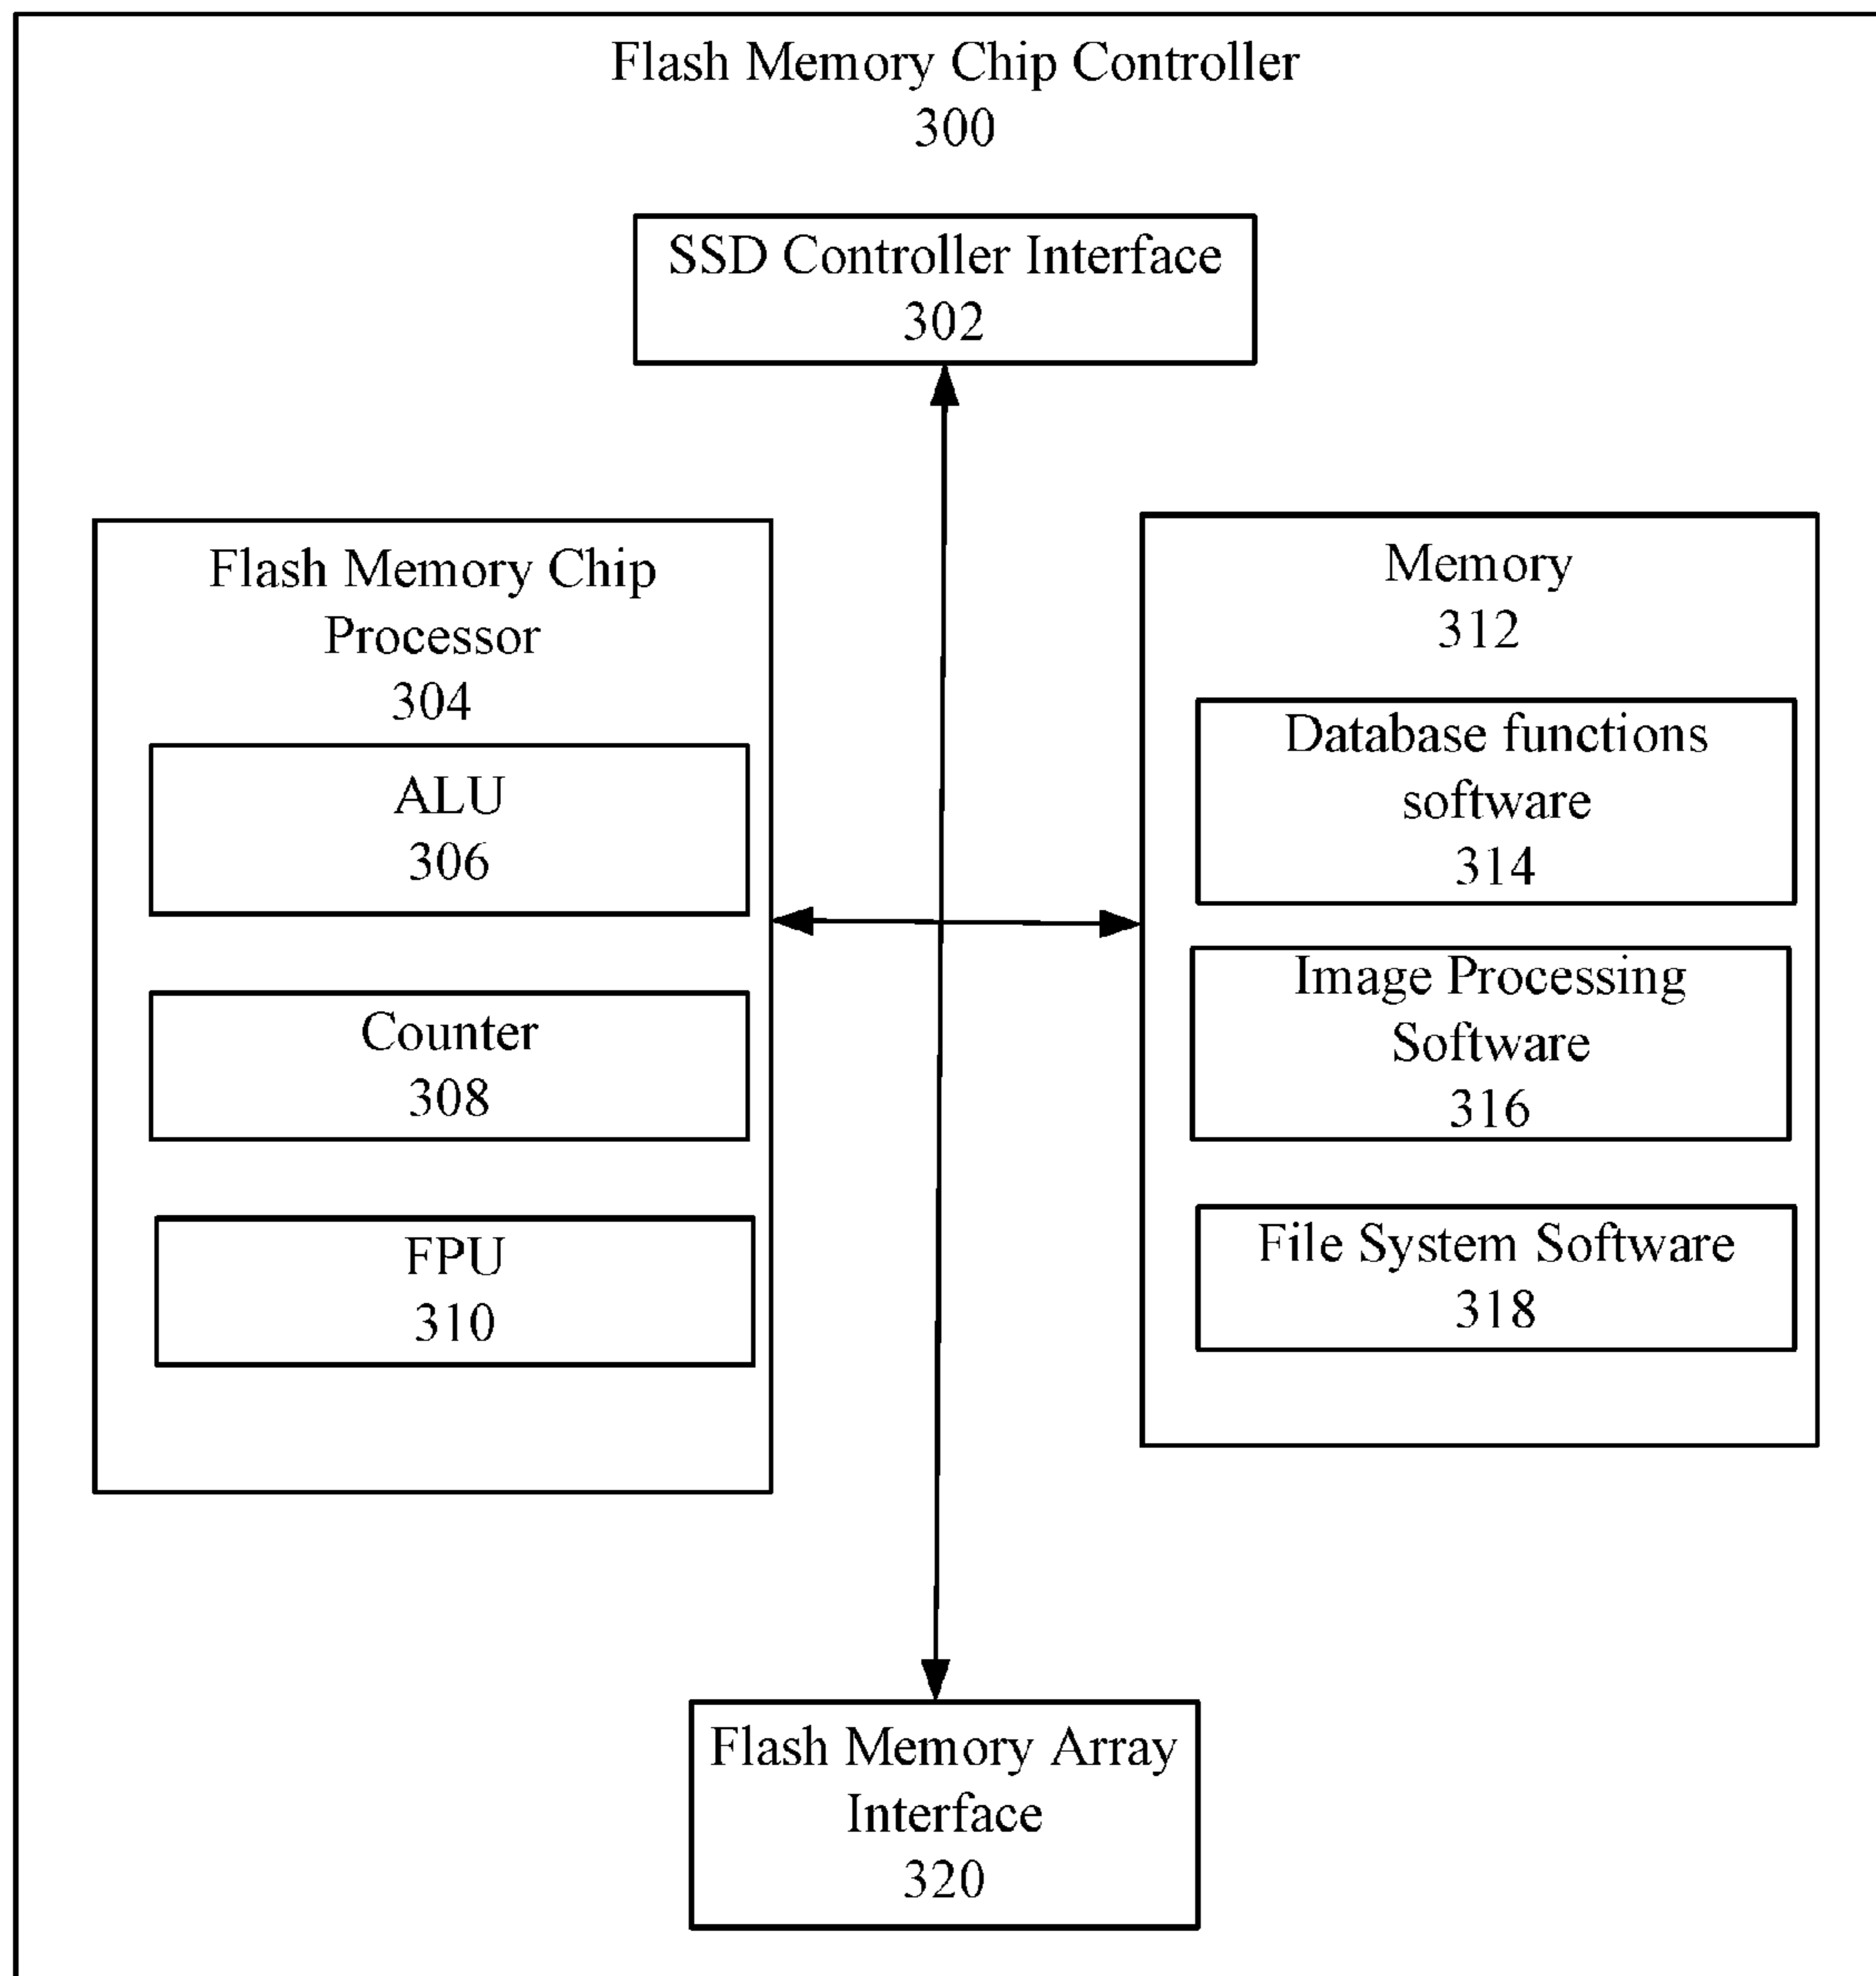 Flash Memory Chip Controller
300
SSD Controller Interface
302
Flash Memory Chip
Processor
304
ALU
306
Counter
308
FPU
310
Memory
312
Database functions
software
314
Image Processing
Software
316
File System Software
318
Flash Memory Array
Interface
320